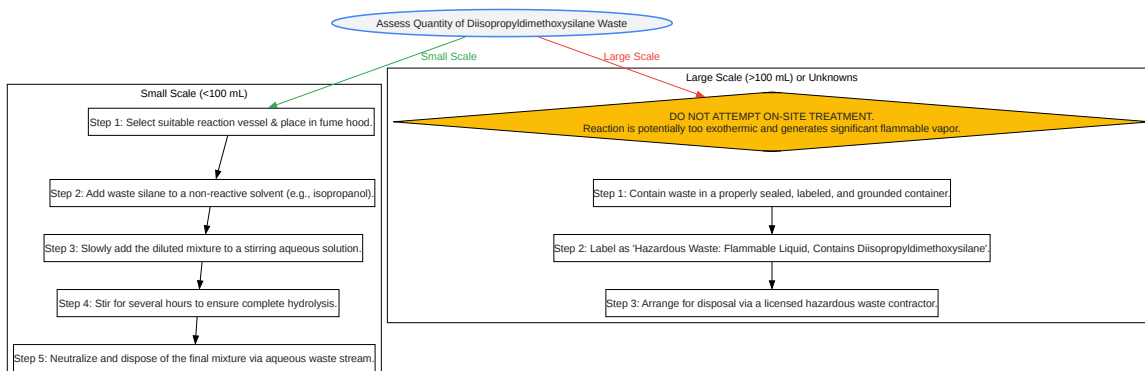 Assess Quantity of Diisopropyldimethoxysilane Waste
Small Scale
Large Scale
Small Scale (<100 mL)
Step 1: Select suitable reaction vessel & place in fume hood.
Step 2: Add waste silane to a non-reactive solvent (e.g., isopropanol).
Step 3: Slowly add the diluted mixture to a stirring aqueous solution.
Step 4: Stir for several hours to ensure complete hydrolysis.
Step 5: Neutralize and dispose of the final mixture via aqueous waste stream.
Large Scale (>100 mL) or Unknowns
DO NOT ATTEMPT ON-SITE TREATMENT.
Reaction is potentially too exothermic and generates significant flammable vapor.
Step 1: Contain waste in a properly sealed, labeled, and grounded container.
Step 2: Label as 'Hazardous Waste: Flammable Liquid, Contains Diisopropyldimethoxysilane'.
Step 3: Arrange for disposal via a licensed hazardous waste contractor.